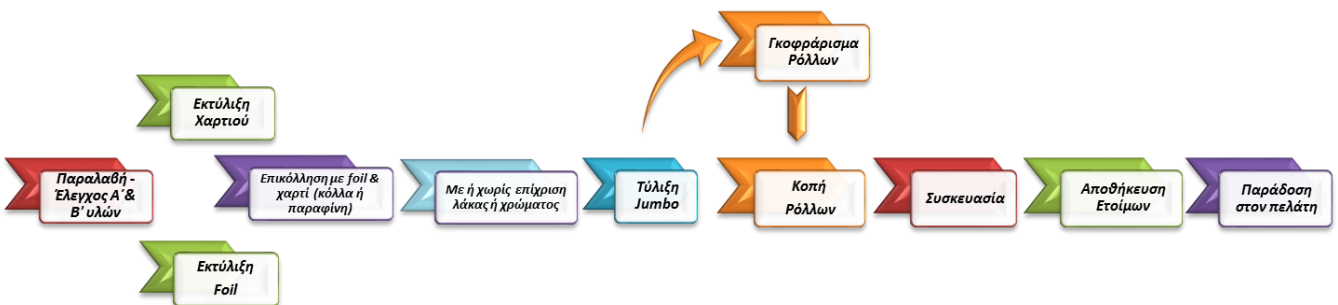 Γκοφράρισμα
Ρόλλων
Εκτύλιξη
Χαρτιού
Παραλαβή -
Έλεγχος Α΄&
Β' υλών
Επικόλληση με foil &
χαρτί (κόλλα ή
παραφίνη)
Με ή χωρίς επίχριση
λάκας ή χρώματος
Τύλιξη
Jumbo
Κοπή
Ρόλλων
Συσκευασία
Αποθήκευση
Ετοίμων
Παράδοση
στον πελάτη
Εκτύλιξη
Foil